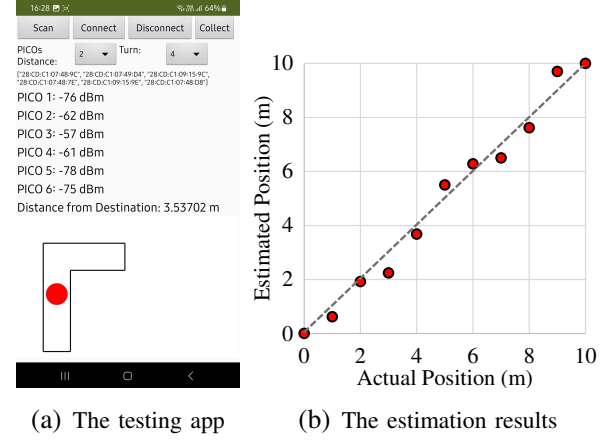 16:28
64%
Scan Connect Disconnect Collect
PICOs Distance: 2 Turn: 4
["28:CD:C1:07:48:9C", "28:CD:C1:07:49:D4", "28:CD:C1:09:15:9C",
"28:CD:C1:07:48:7E", "28:CD:C1:09:15:9E", "28:CD:C1:07:48:D8"]
PICO 1: -76 dBm
PICO 2: -62 dBm
PICO 3: -57 dBm
PICO 4: -61 dBm
PICO 5: -78 dBm
PICO 6: -75 dBm
Distance from Destination: 3.53702 m
(a) The testing app
Estimated Position (m)
10
8
6
4
2
0
0 2 4 6 8 10
Actual Position (m)
(b) The estimation results